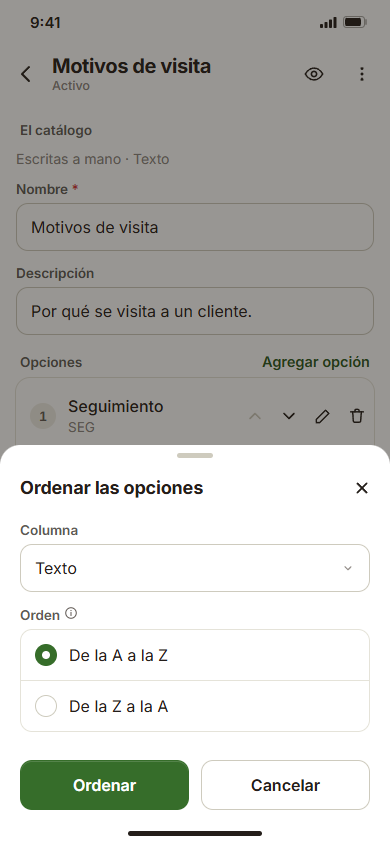 9:41
Motivos de visita
Activo
El catálogo
Escritas a mano · Texto
Nombre *
Motivos de visita
Descripción
Por qué se visita a un cliente.
Opciones
Agregar opción
1
Seguimiento
SEG
Ordenar las opciones
Columna
Texto
Orden
De la A a la Z
De la Z a la A
Ordenar
Cancelar